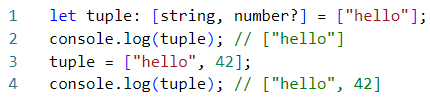 1 let tuple: [string, number?] = ["hello"];
2 console.log(tuple); // ["hello"]
3 tuple = ["hello", 42];
4 console.log(tuple); // ["hello", 42]